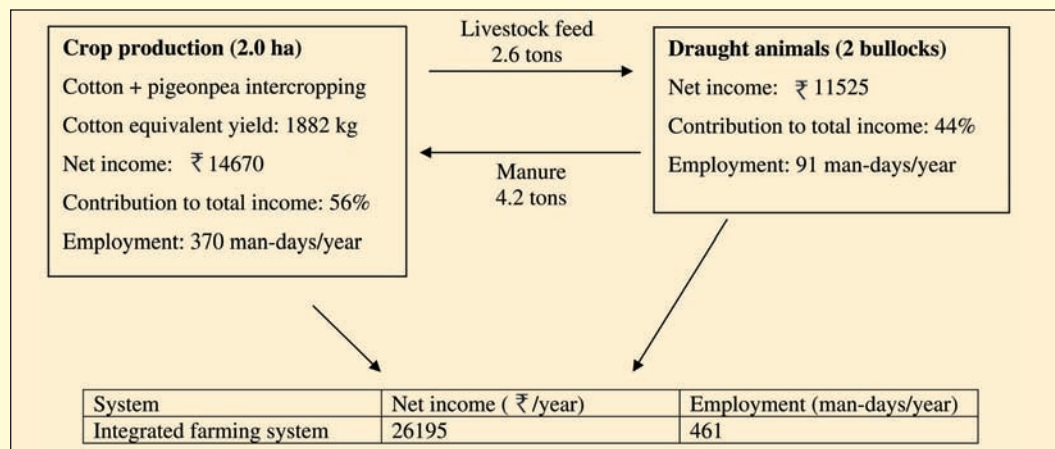 Crop production (2.0 ha)
Cotton + pigeonpea intercropping
Cotton equivalent yield: 1882 kg
Net income: ₹ 14670
Contribution to total income: 56%
Employment: 370 man-days/year
Livestock feed
2.6 tons
Manure
4.2 tons
Draught animals (2 bullocks)
Net income: ₹ 11525
Contribution to total income: 44%
Employment: 91 man-days/year
System Net income ( ₹ /year) Employment (man-days/year)
Integrated farming system 26195 461